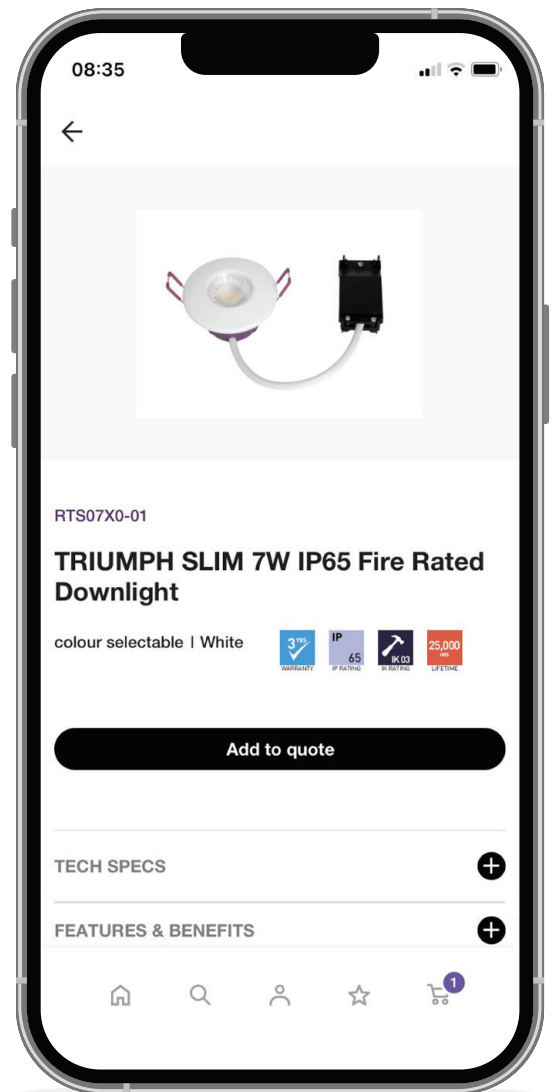 08:35
RTS07X0-01
TRIUMPH SLIM 7W IP65 Fire Rated
Downlight
colour selectable | White
3 YRS
WARRANTY
IP
65
IP RATING
IK 03
IK RATING
25,000
HRS
LIFETIME
Add to quote
TECH SPECS
FEATURES & BENEFITS
1